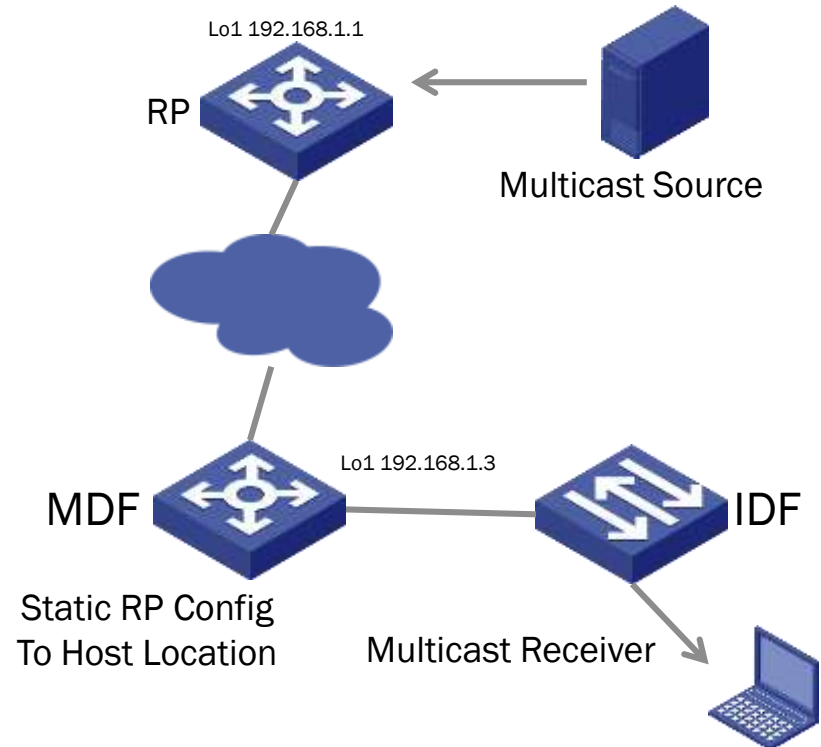 Lo1 192.168.1.1
RP
Multicast Source
Lo1 192.168.1.3
MDF
IDF
Static RP Config
To Host Location
Multicast Receiver